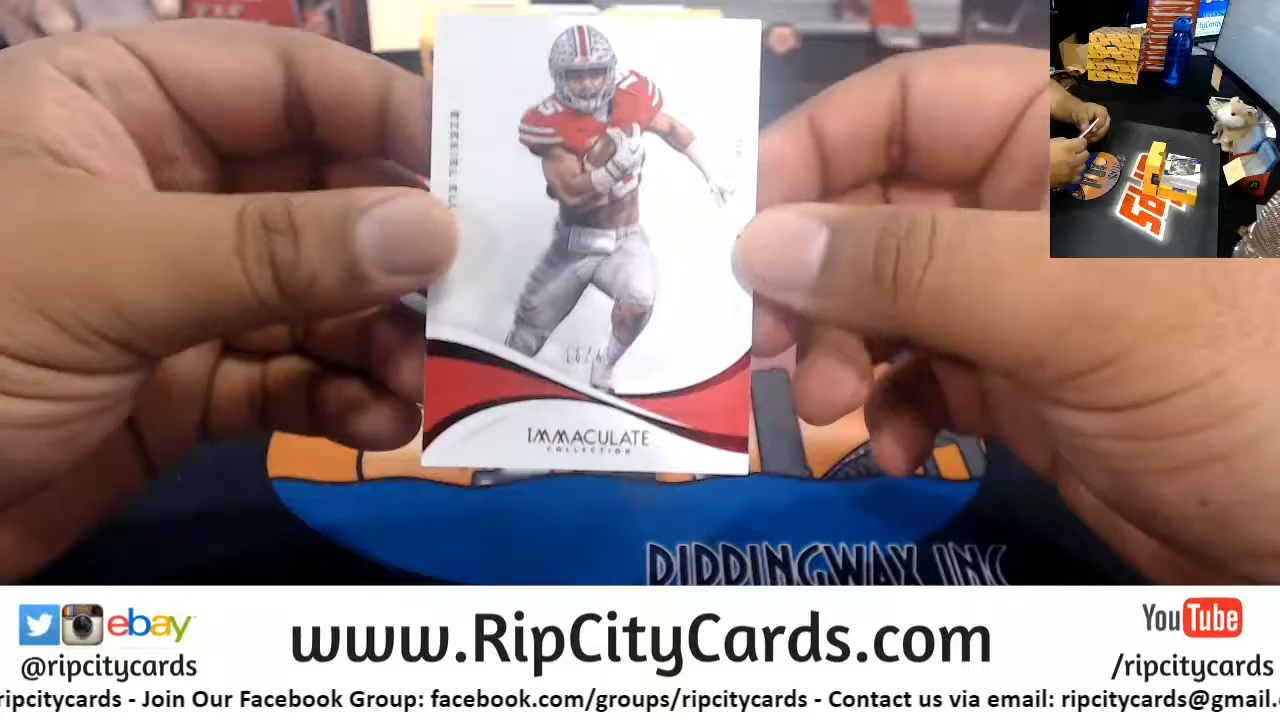 IMMACULATE
COLLECTION
RIPPINGWAX INC
ebay
@ripcitycards
www.RipCityCards.com
YouTube
/ripcitycards
ripcitycards - Join Our Facebook Group: facebook.com/groups/ripcitycards - Contact us via email: ripcitycards@gmail.